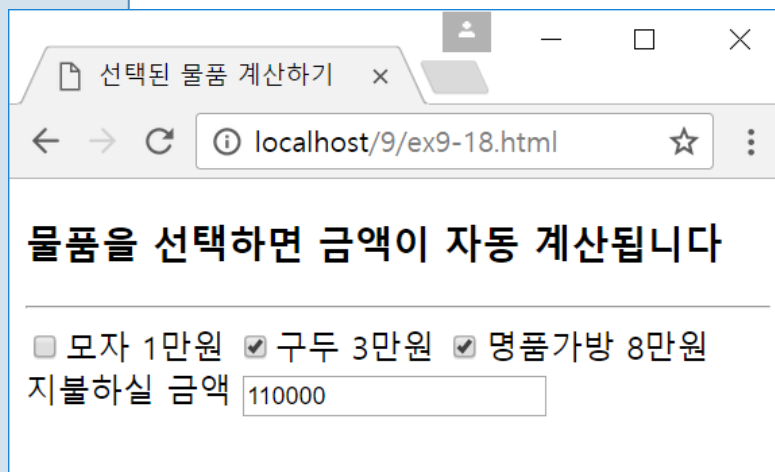 선택된 물품 계산하기
localhost/9/ex9-18.html
물품을 선택하면 금액이 자동 계산됩니다
모자 1만원 구두 3만원 명품가방 8만원
지불하실 금액 110000